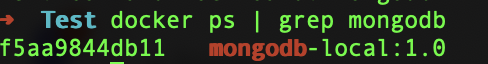 ➜  Test docker ps | grep mongodb
f5aa9844db11   mongodb-local:1.0